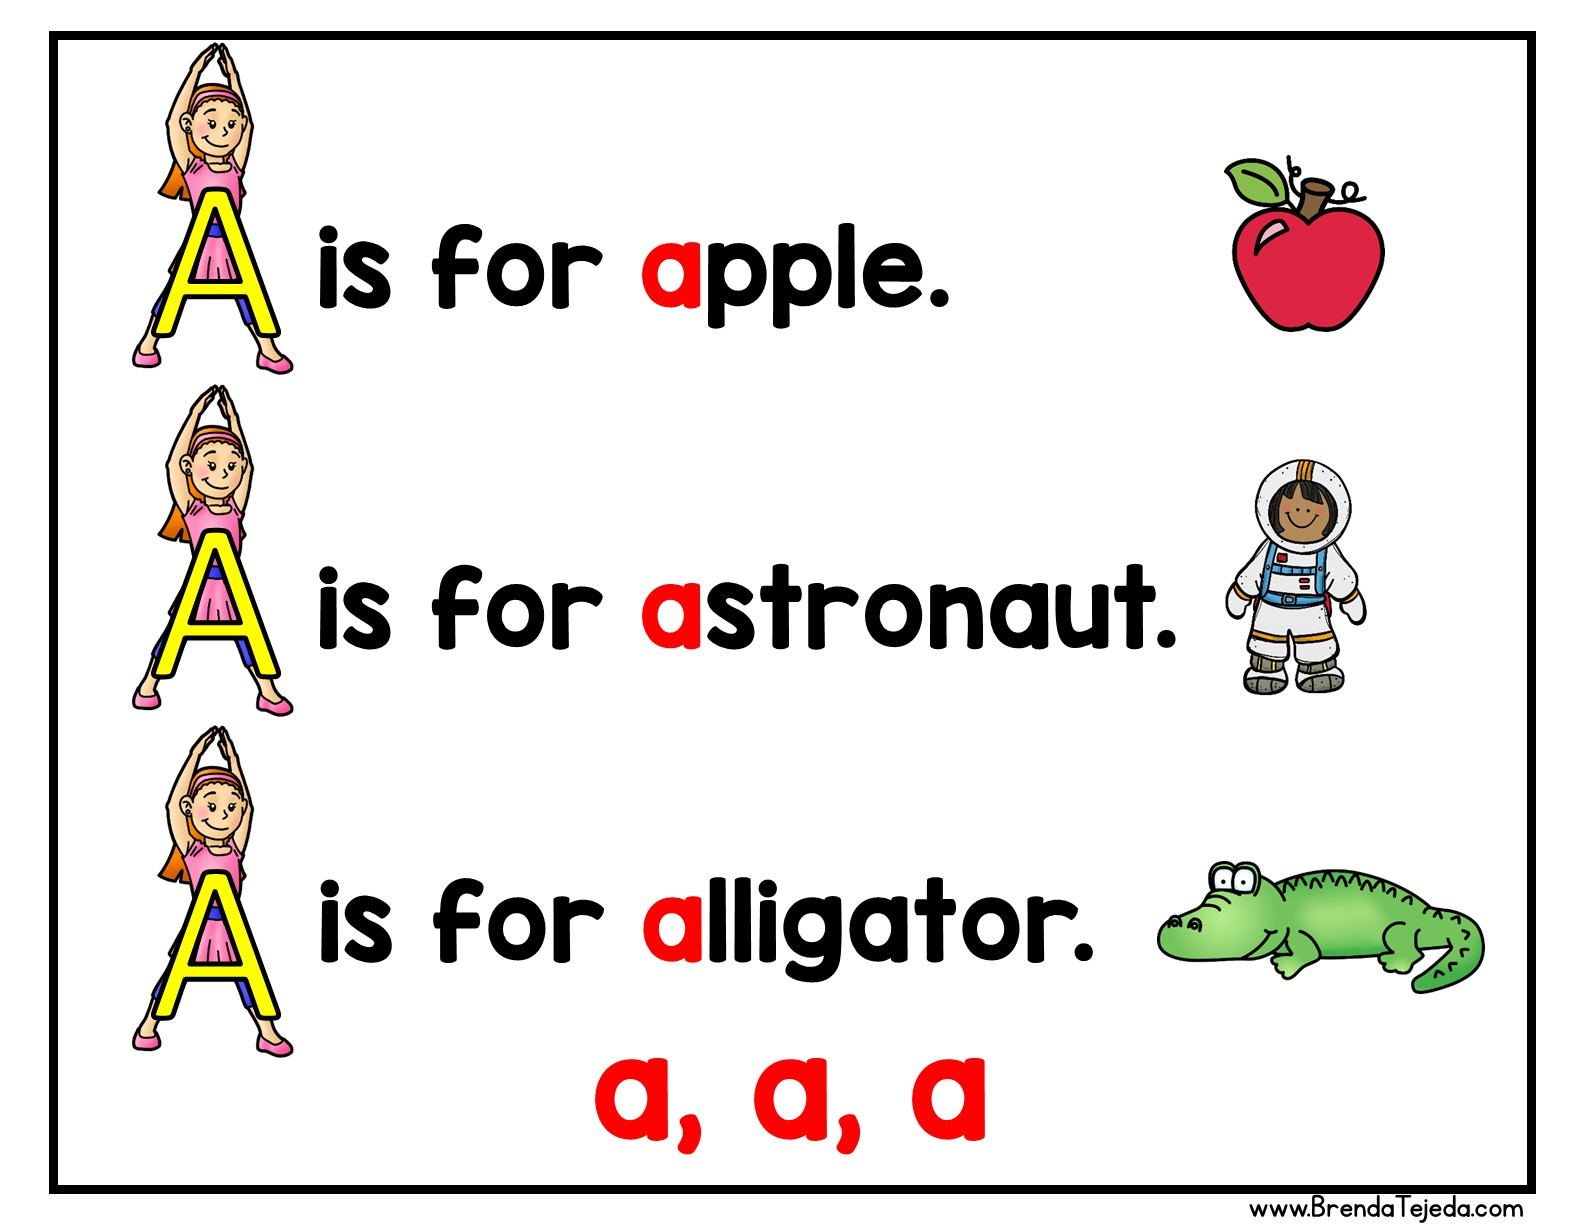 A is for apple.
A is for astronaut.
A is for alligator.
a, a, a
www.BrendaTejeda.com